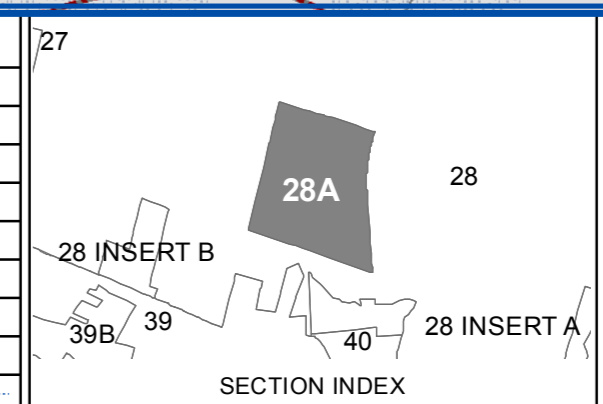 27
28A
28
28 INSERT B
39B
39
40
28 INSERT A
SECTION INDEX